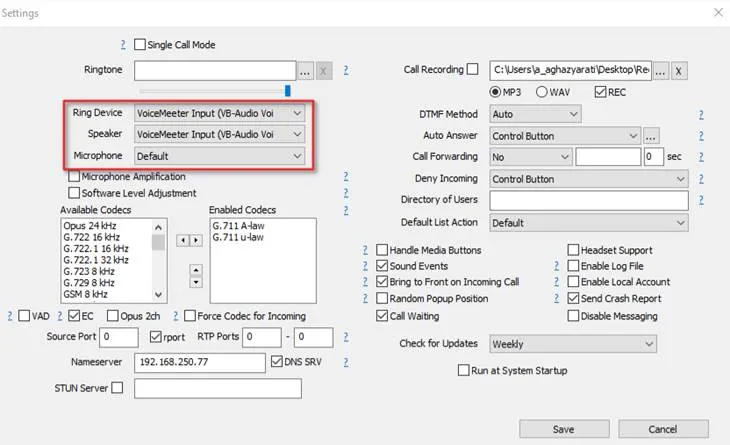 Settings
? Single Call Mode
Ringtone ... X ?
Ring Device VoiceMeeter Input (VB-Audio Voi
Speaker VoiceMeeter Input (VB-Audio Voi
Microphone Default
Microphone Amplification ?
Software Level Adjustment ?
Available Codecs Enabled Codecs ?
Opus 24 kHz
G.722 16 kHz
G.722.1 16 kHz
G.722.1 32 kHz
G.723 8 kHz
G.729 8 kHz
GSM 8 kHz
G.711 A-law
G.711 u-law
? VAD ? EC Opus 2ch ? Force Codec for Incoming
Source Port 0 rport RTP Ports 0 - 0 ?
Nameserver 192.168.250.77 DNS SRV ?
STUN Server
Call Recording C:\Users\a_aghazyarati\Desktop\Re ... X
MP3 WAV REC
DTMF Method Auto ?
Auto Answer Control Button ... ?
Call Forwarding No 0 sec ?
Deny Incoming Control Button ?
Directory of Users ?
Default List Action Default
? Handle Media Buttons
? Sound Events
? Bring to Front on Incoming Call
? Random Popup Position
? Call Waiting
Headset Support
? Enable Log File
? Enable Local Account
? Send Crash Report
Disable Messaging
Check for Updates Weekly
Run at System Startup
Save Cancel